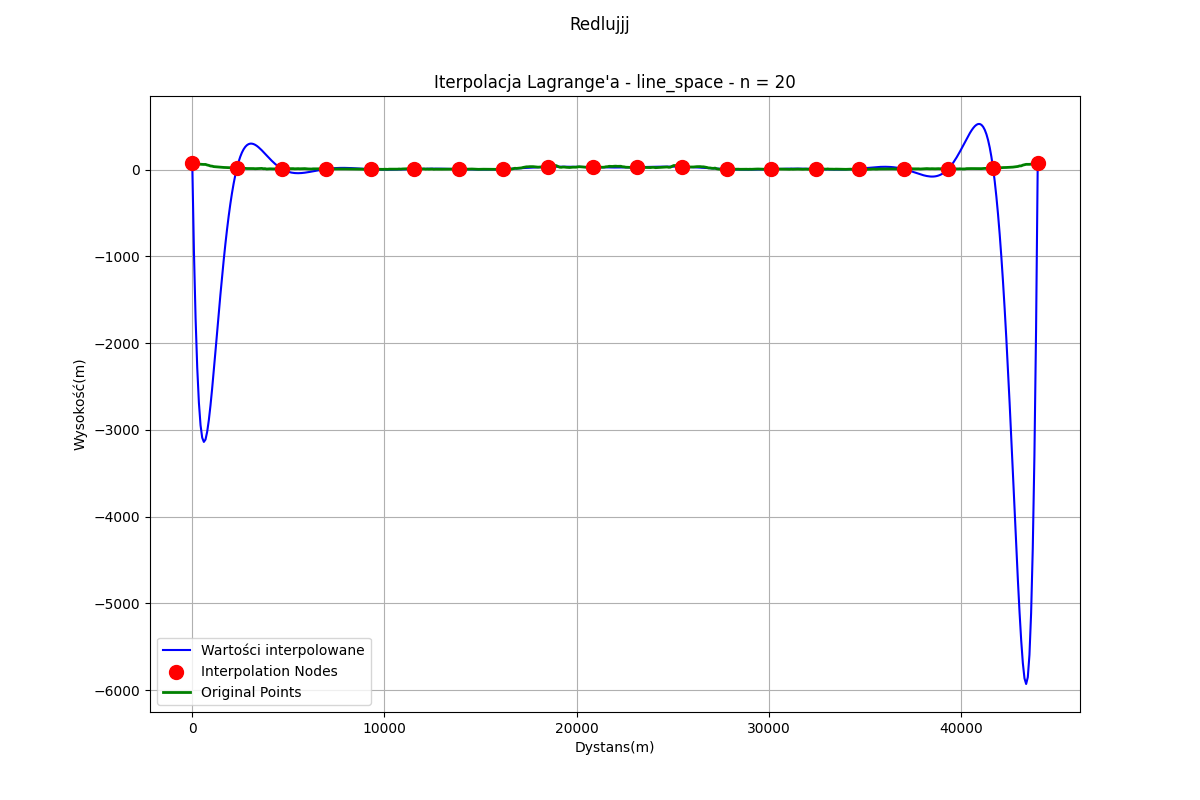 Redlujjj
Iterpolacja Lagrange'a - line_space - n = 20
0
−1000
−2000
−3000
−4000
−5000
−6000
Wysokość(m)
Wartości interpolowane
Interpolation Nodes
Original Points
0 10000 20000 30000 40000
Dystans(m)